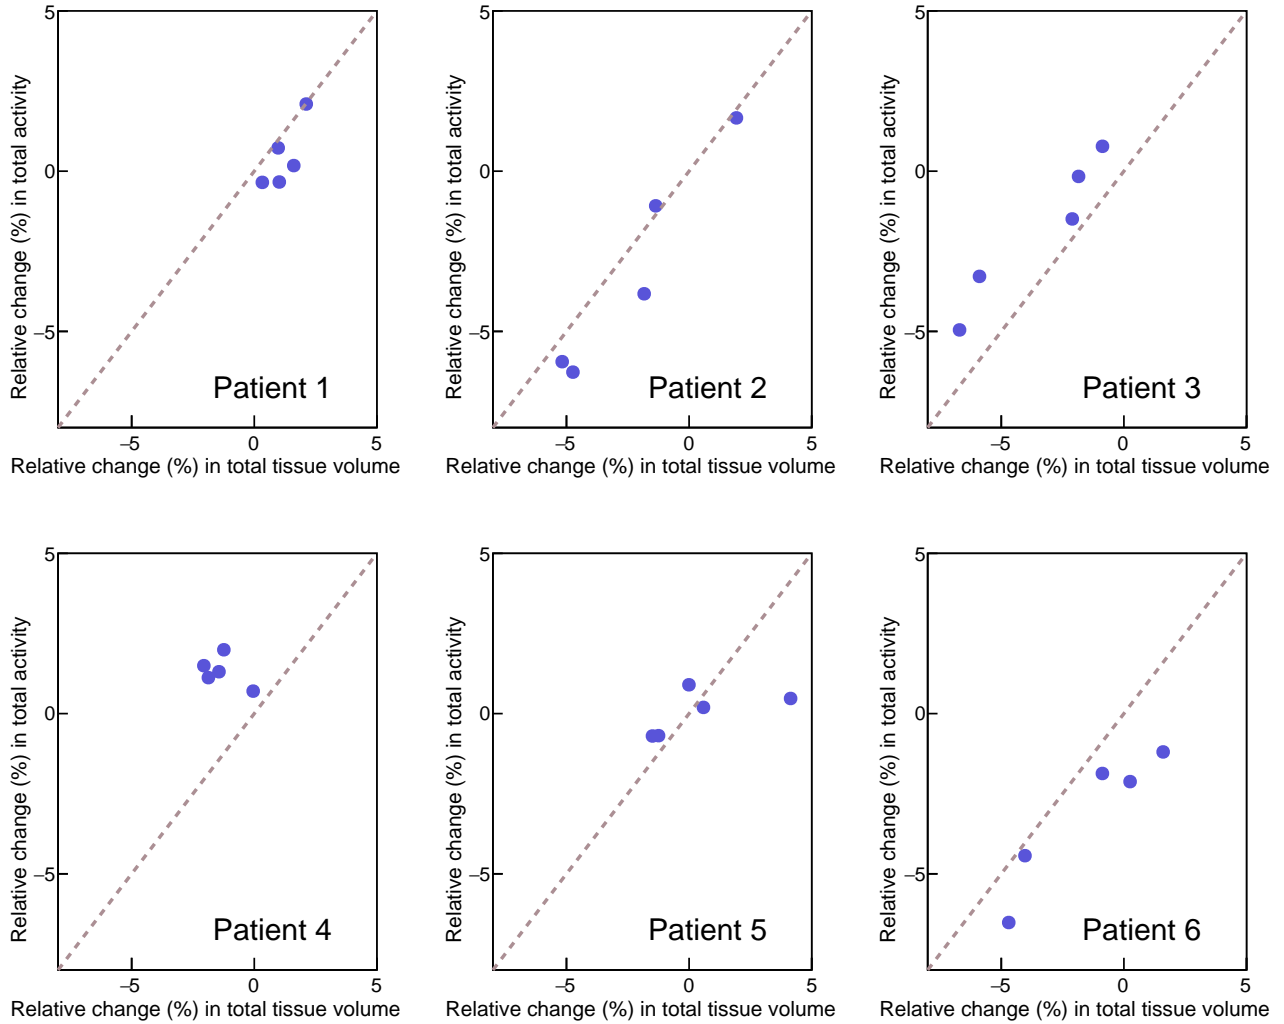 5
0
–5
Relative change (%) in total activity
Patient 1
–5 0 5
Relative change (%) in total tissue volume
5
0
–5
Relative change (%) in total activity
Patient 2
–5 0 5
Relative change (%) in total tissue volume
5
0
–5
Relative change (%) in total activity
Patient 3
–5 0 5
Relative change (%) in total tissue volume
5
0
–5
Relative change (%) in total activity
Patient 4
–5 0 5
Relative change (%) in total tissue volume
5
0
–5
Relative change (%) in total activity
Patient 5
–5 0 5
Relative change (%) in total tissue volume
5
0
–5
Relative change (%) in total activity
Patient 6
–5 0 5
Relative change (%) in total tissue volume